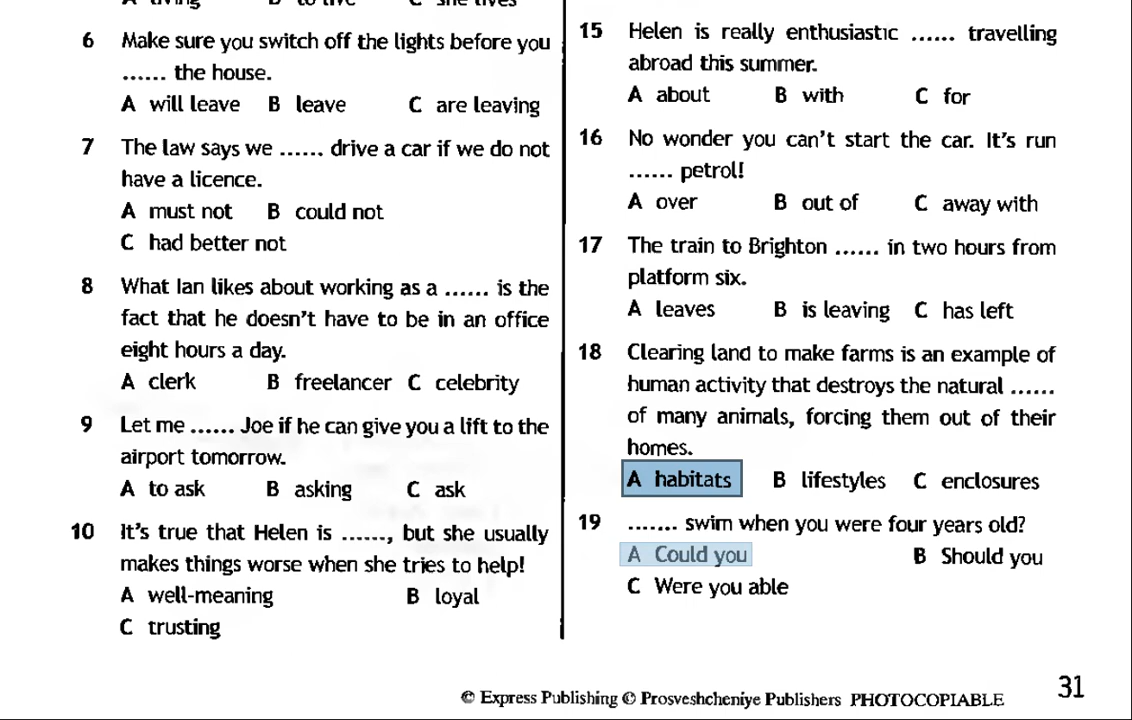 A living B to live C she lives
6 Make sure you switch off the lights before you
...... the house.
A will leave B leave C are leaving
7 The law says we ...... drive a car if we do not
have a licence.
A must not B could not
C had better not
8 What Ian likes about working as a ...... is the
fact that he doesn't have to be in an office
eight hours a day.
A clerk B freelancer C celebrity
9 Let me ...... Joe if he can give you a lift to the
airport tomorrow.
A to ask B asking C ask
10 It's true that Helen is ......, but she usually
makes things worse when she tries to help!
A well-meaning B loyal
C trusting
15 Helen is really enthusiastic ...... travelling
abroad this summer.
A about B with C for
16 No wonder you can't start the car. It's run
...... petrol!
A over B out of C away with
17 The train to Brighton ...... in two hours from
platform six.
A leaves B is leaving C has left
18 Clearing land to make farms is an example of
human activity that destroys the natural ......
of many animals, forcing them out of their
homes.
A habitats B lifestyles C enclosures
19 ....... swim when you were four years old?
A Could you B Should you
C Were you able
© Express Publishing © Prosveshcheniye Publishers PHOTOCOPIABLE
31